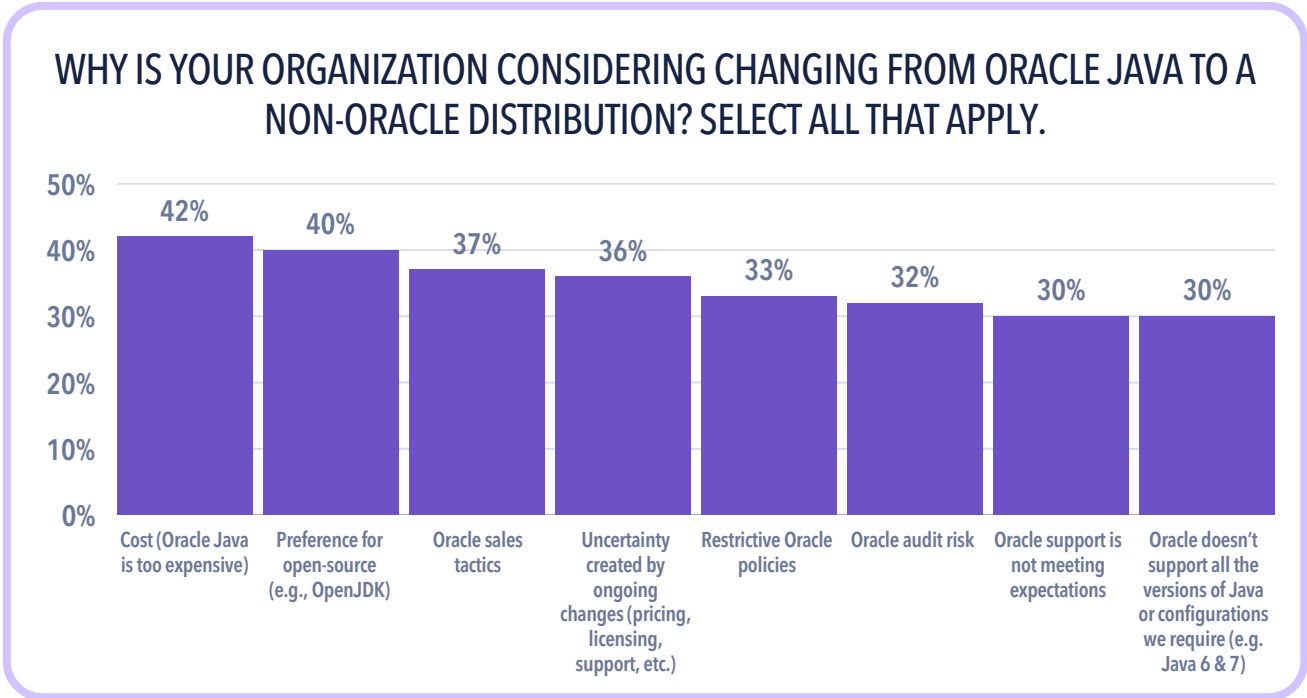 WHY IS YOUR ORGANIZATION CONSIDERING CHANGING FROM ORACLE JAVA TO A
NON-ORACLE DISTRIBUTION? SELECT ALL THAT APPLY.
50%
40%
30%
20%
10%
0%
42%
40%
37%
36%
33%
32%
30%
30%
Cost (Oracle Java
is too expensive)
Preference for
open-source
(e.g., OpenJDK)
Oracle sales
tactics
Uncertainty
created by
ongoing
changes (pricing,
licensing,
support, etc.)
Restrictive Oracle
policies
Oracle audit risk
Oracle support is
not meeting
expectations
Oracle doesn't
support all the
versions of Java
or configurations
we require (e.g.
Java 6 & 7)